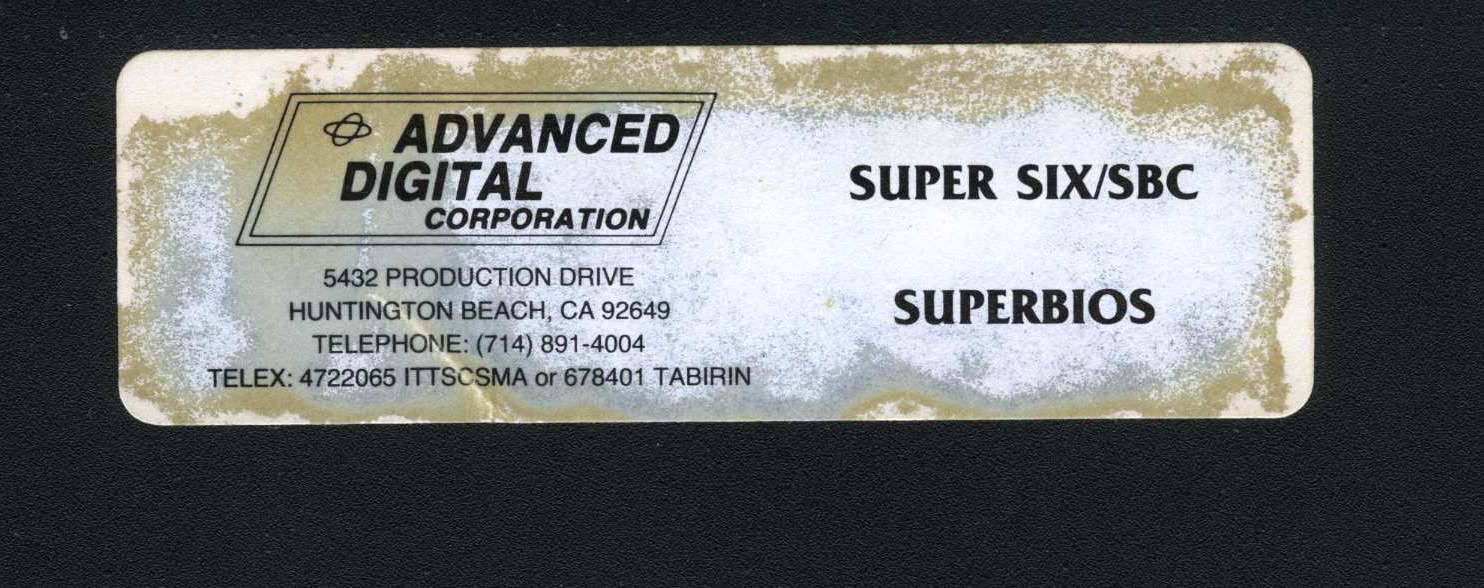 ADVANCED
DIGITAL
CORPORATION
5432 PRODUCTION DRIVE
HUNTINGTON BEACH, CA 92649
TELEPHONE: (714) 891-4004
TELEX: 4722065 ITTSCSMA or 678401 TABIRIN
SUPER SIX/SBC
SUPERBIOS